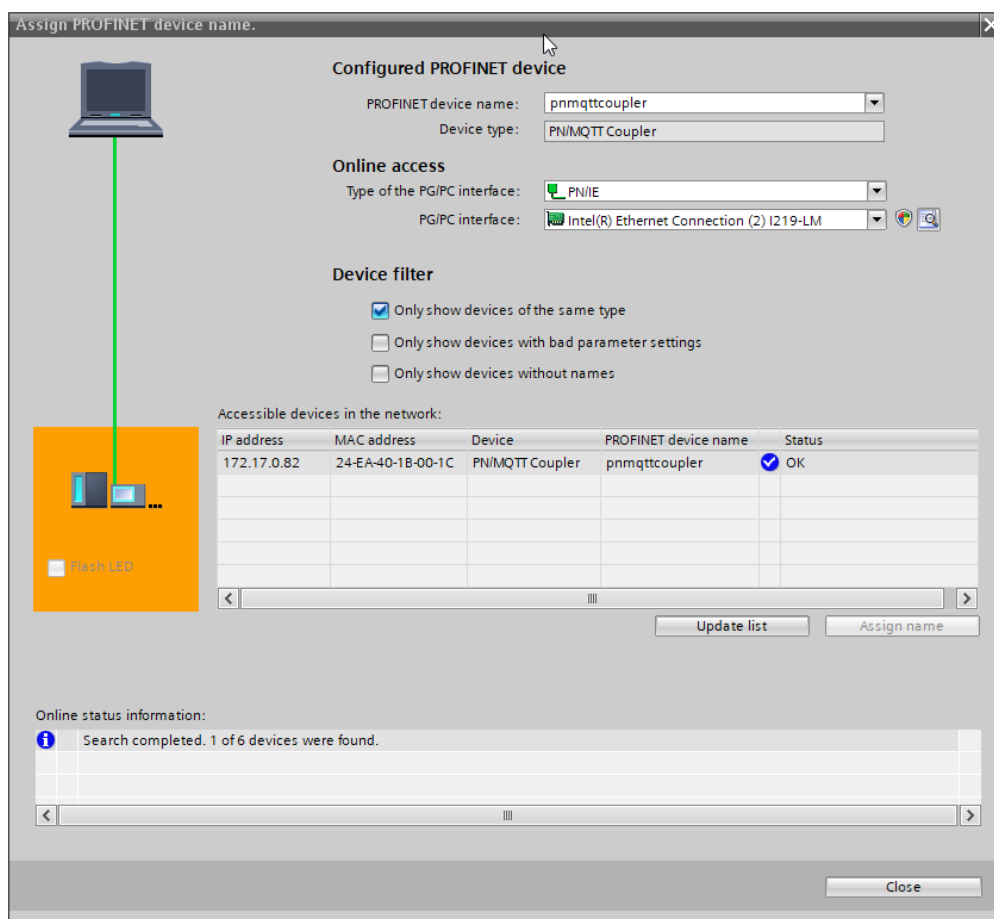 Assign PROFINET device name.
Configured PROFINET device
PROFINET device name: pnmqttcoupler
Device type: PN/MQTT Coupler
Online access
Type of the PG/PC interface: PN/IE
PG/PC interface: Intel(R) Ethernet Connection (2) I219-LM
Device filter
Only show devices of the same type
Only show devices with bad parameter settings
Only show devices without names
Accessible devices in the network:
IP address MAC address Device PROFINET device name Status
172.17.0.82 24-EA-40-1B-00-1C PN/MQTT Coupler pnmqttcoupler OK
Flash LED
Update list Assign name
Online status information:
Search completed. 1 of 6 devices were found.
Close